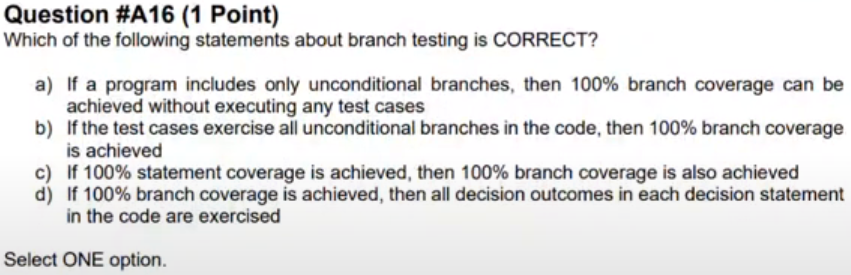 Question #A16 (1 Point)
Which of the following statements about branch testing is CORRECT?
a) If a program includes only unconditional branches, then 100% branch coverage can be
achieved without executing any test cases
b) If the test cases exercise all unconditional branches in the code, then 100% branch coverage
is achieved
c) If 100% statement coverage is achieved, then 100% branch coverage is also achieved
d) If 100% branch coverage is achieved, then all decision outcomes in each decision statement
in the code are exercised
Select ONE option.